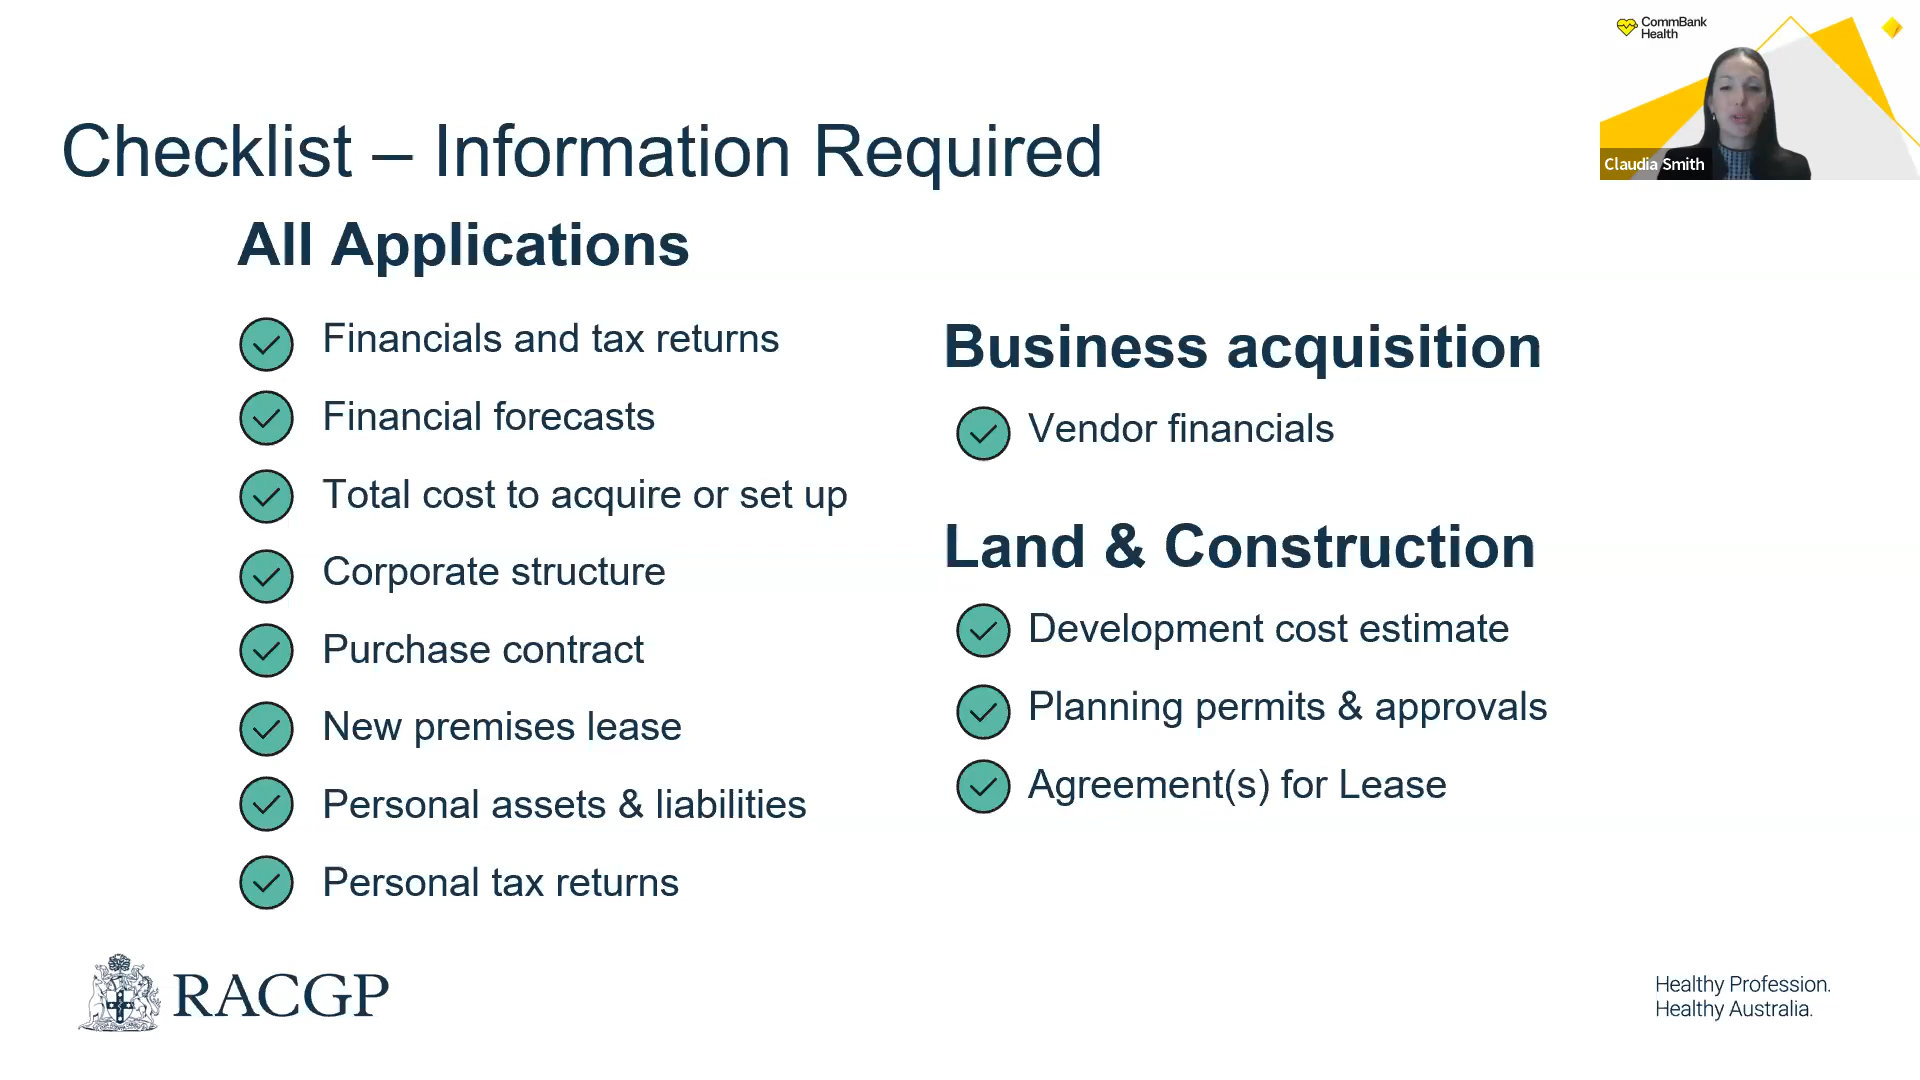 CommBank
Health
Claudia Smith
Checklist – Information Required
All Applications
Financials and tax returns
Financial forecasts
Total cost to acquire or set up
Corporate structure
Purchase contract
New premises lease
Personal assets & liabilities
Personal tax returns
Business acquisition
Vendor financials
Land & Construction
Development cost estimate
Planning permits & approvals
Agreement(s) for Lease
RACGP
Healthy Profession.
Healthy Australia.